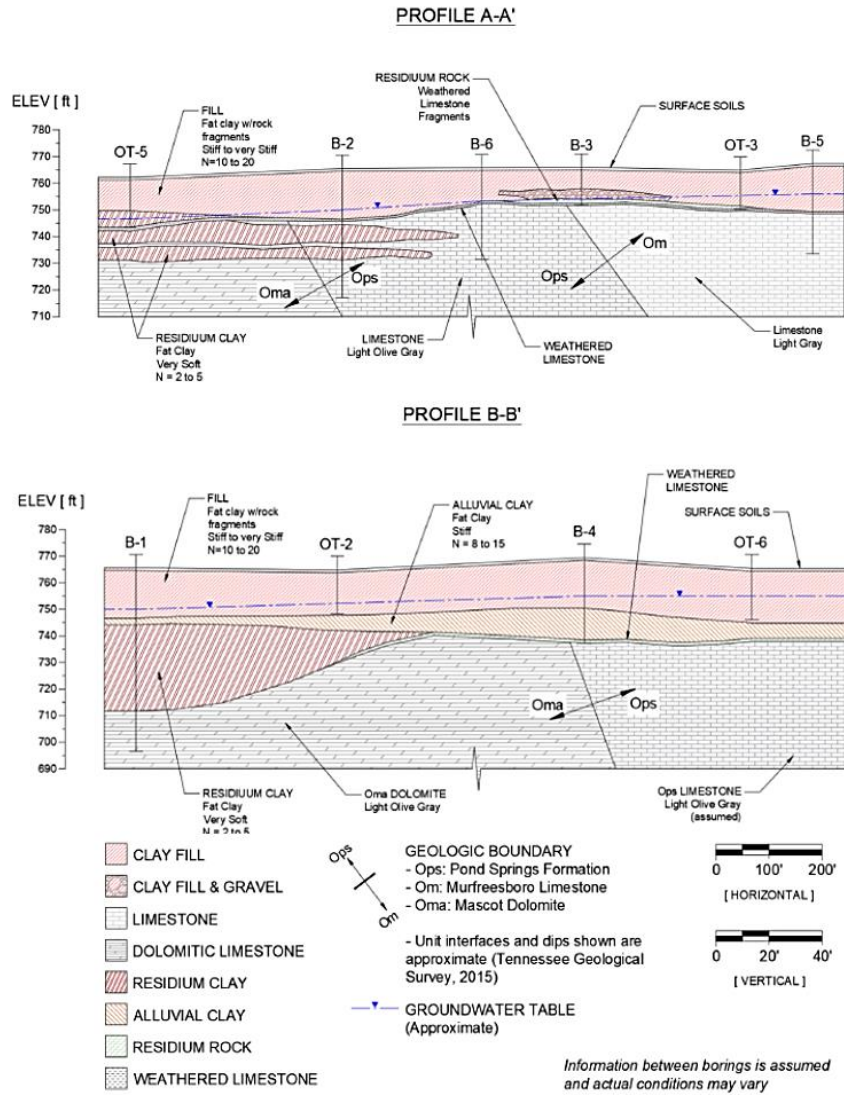 PROFILE A-A'
RESIDIUUM ROCK
Weathered
Limestone
Fragments
ELEV [ ft ]
FILL
Fat clay w/rock
fragments
Stiff to very Stiff
N=10 to 20
SURFACE SOILS
780
770
760
750
740
730
720
710
OT-5
B-2
B-6
B-3
OT-3
B-5
Oma
Ops
Ops
Om
RESIDIUUM CLAY
Fat Clay
Very Soft
N = 2 to 5
LIMESTONE
Light Olive Gray
WEATHERED
LIMESTONE
Limestone
Light Gray
PROFILE B-B'
ELEV [ ft ]
FILL
Fat clay w/rock
fragments
Stiff to very Stiff
N=10 to 20
ALLUVIAL CLAY
Fat Clay
Stiff
N = 8 to 15
WEATHERED
LIMESTONE
SURFACE SOILS
780
770
760
750
740
730
720
710
700
690
B-1
OT-2
B-4
OT-6
Oma
Ops
RESIDIUUM CLAY
Fat Clay
Very Soft
N = 2 to 5
Oma DOLOMITE
Light Olive Gray
Ops LIMESTONE
Light Olive Gray
(assumed)
CLAY FILL
CLAY FILL & GRAVEL
LIMESTONE
DOLOMITIC LIMESTONE
RESIDIUM CLAY
ALLUVIAL CLAY
RESIDIUM ROCK
WEATHERED LIMESTONE
Ops
Om
GEOLOGIC BOUNDARY
- Ops: Pond Springs Formation
- Om: Murfreesboro Limestone
- Oma: Mascot Dolomite
- Unit interfaces and dips shown are
approximate (Tennessee Geological
Survey, 2015)
GROUNDWATER TABLE
(Approximate)
0 100' 200'
[ HORIZONTAL ]
0 20' 40'
[ VERTICAL ]
Information between borings is assumed
and actual conditions may vary